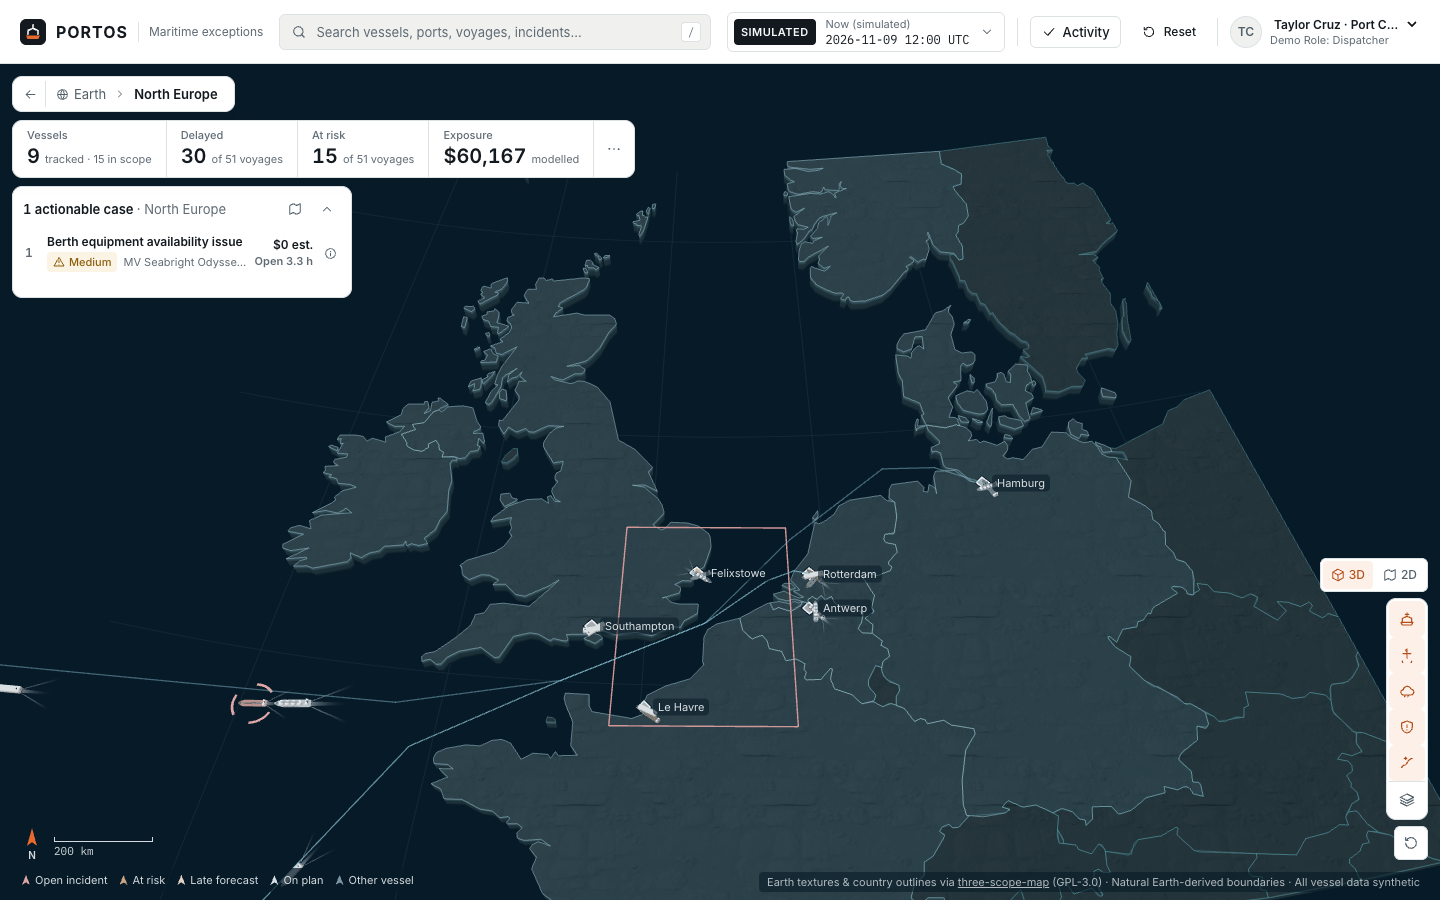 PORTOS
Maritime exceptions
Search vessels, ports, voyages, incidents...
/
SIMULATED
Now (simulated)
2026-11-09 12:00 UTC
Activity
Reset
TC
Taylor Cruz · Port C...
Demo Role: Dispatcher
Earth
North Europe
Vessels
9 tracked · 15 in scope
Delayed
30 of 51 voyages
At risk
15 of 51 voyages
Exposure
$60,167 modelled
1 actionable case · North Europe
1
Berth equipment availability issue
$0 est.
Medium
MV Seabright Odysse...
Open 3.3 h
Hamburg
Felixstowe
Rotterdam
Antwerp
Southampton
Le Havre
3D
2D
N
200 km
Open incident
At risk
Late forecast
On plan
Other vessel
Earth textures & country outlines via three-scope-map (GPL-3.0) · Natural Earth-derived boundaries · All vessel data synthetic